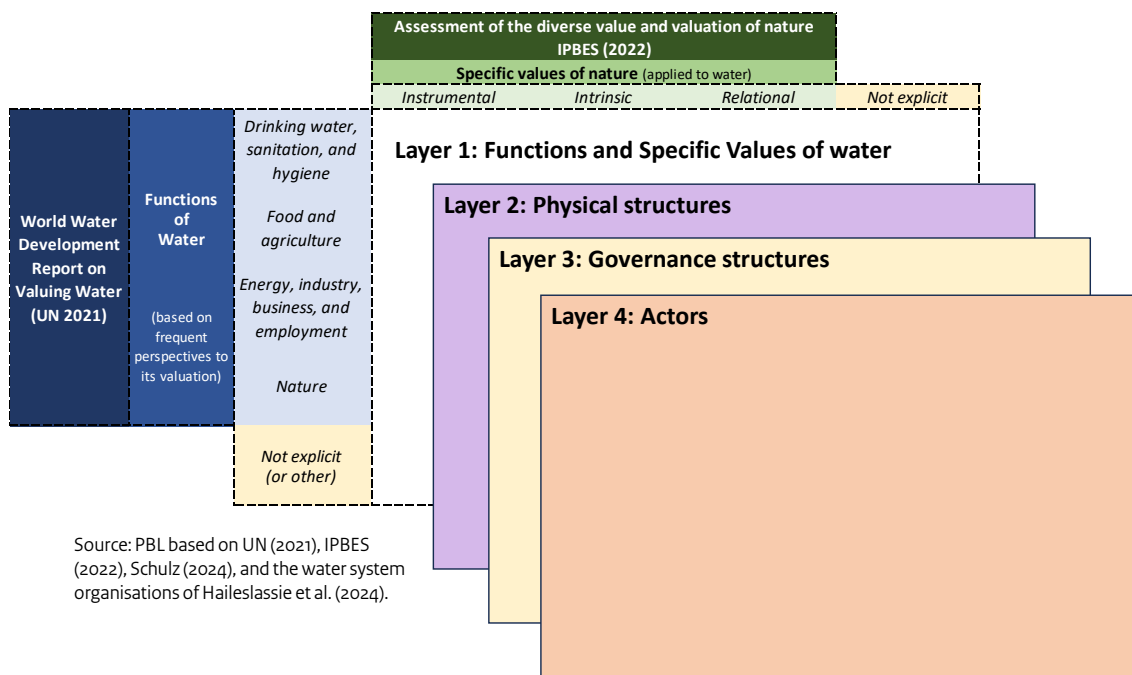 Assessment of the diverse value and valuation of nature
IPBES (2022)
Specific values of nature (applied to water)
Instrumental
Intrinsic
Relational
Not explicit
World Water
Development
Report on
Valuing Water
(UN 2021)
Functions
of
Water
(based on
frequent
perspectives to
its valuation)
Drinking water,
sanitation, and
hygiene
Food and
agriculture
Energy, industry,
business, and
employment
Nature
Not explicit
(or other)
Layer 1: Functions and Specific Values of water
Layer 2: Physical structures
Layer 3: Governance structures
Layer 4: Actors
Source: PBL based on UN (2021), IPBES
(2022), Schulz (2024), and the water system
organisations of Haileslassie et al. (2024).